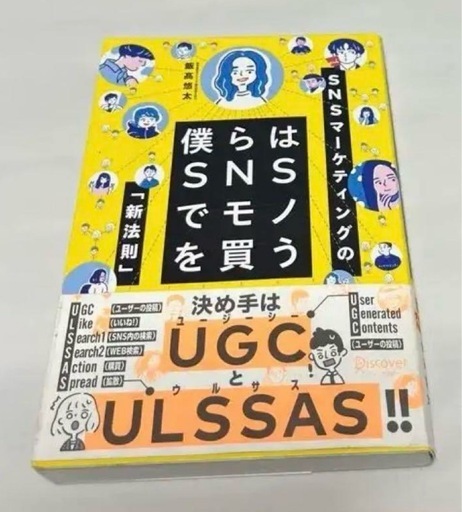 飯髙悠太
SNSマーケティングの
僕らは
SNS
でモノ
を買う
「新法則」
決め手は
ユージーシー
UGC
と
ウルサス
ULSSAS!!
UGC (ユーザーの投稿)
Like (いいね!)
Search1 (SNS内の検索)
Search2 (WEB検索)
Action (購買)
Spread (拡散)
User
Generated
Contents
(ユーザーの投稿)
Discover